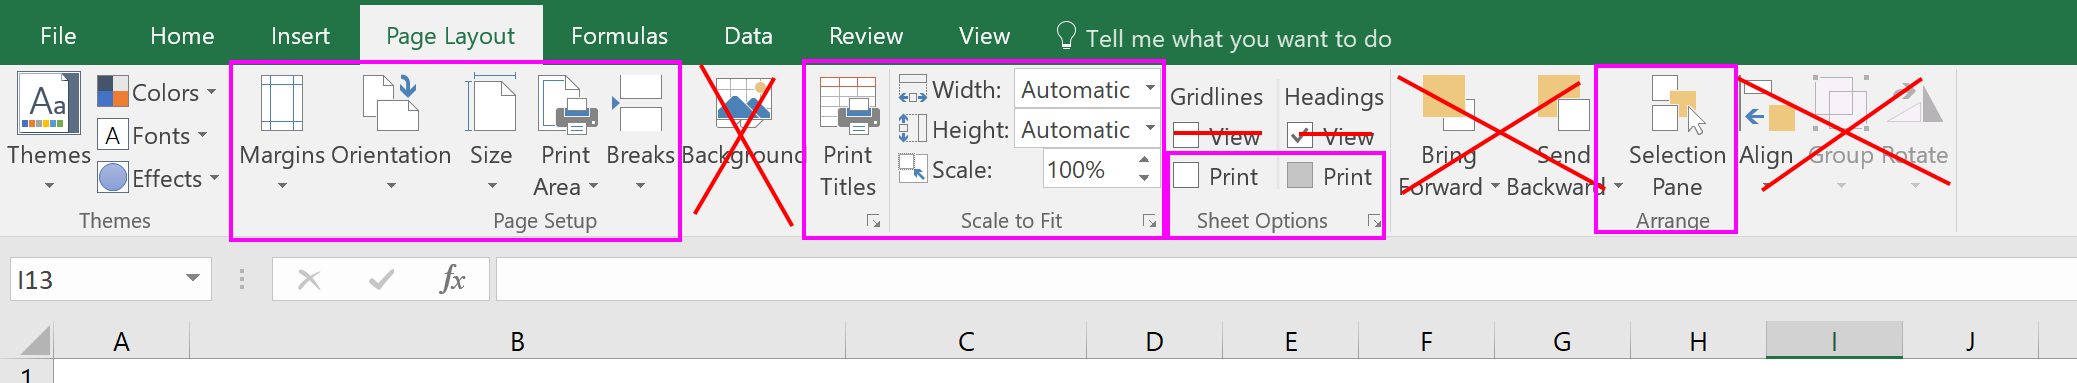 File Home Insert Page Layout Formulas Data Review View Tell me what you want to do
Aa Colors Width: Automatic Gridlines Headings
A Fonts Height: Automatic View View
Themes Margins Orientation Size Print Breaks Background Print Bring Send Selection Align Group Rotate
Effects Area Titles Scale: 100% Print Print Forward Backward Pane
Themes Page Setup Scale to Fit Sheet Options Arrange
I13 fx
A B C D E F G H I J
1